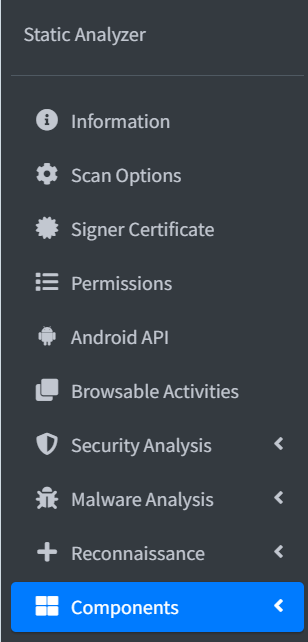 Static Analyzer
Information
Scan Options
Signer Certificate
Permissions
Android API
Browsable Activities
Security Analysis
Malware Analysis
Reconnaissance
Components